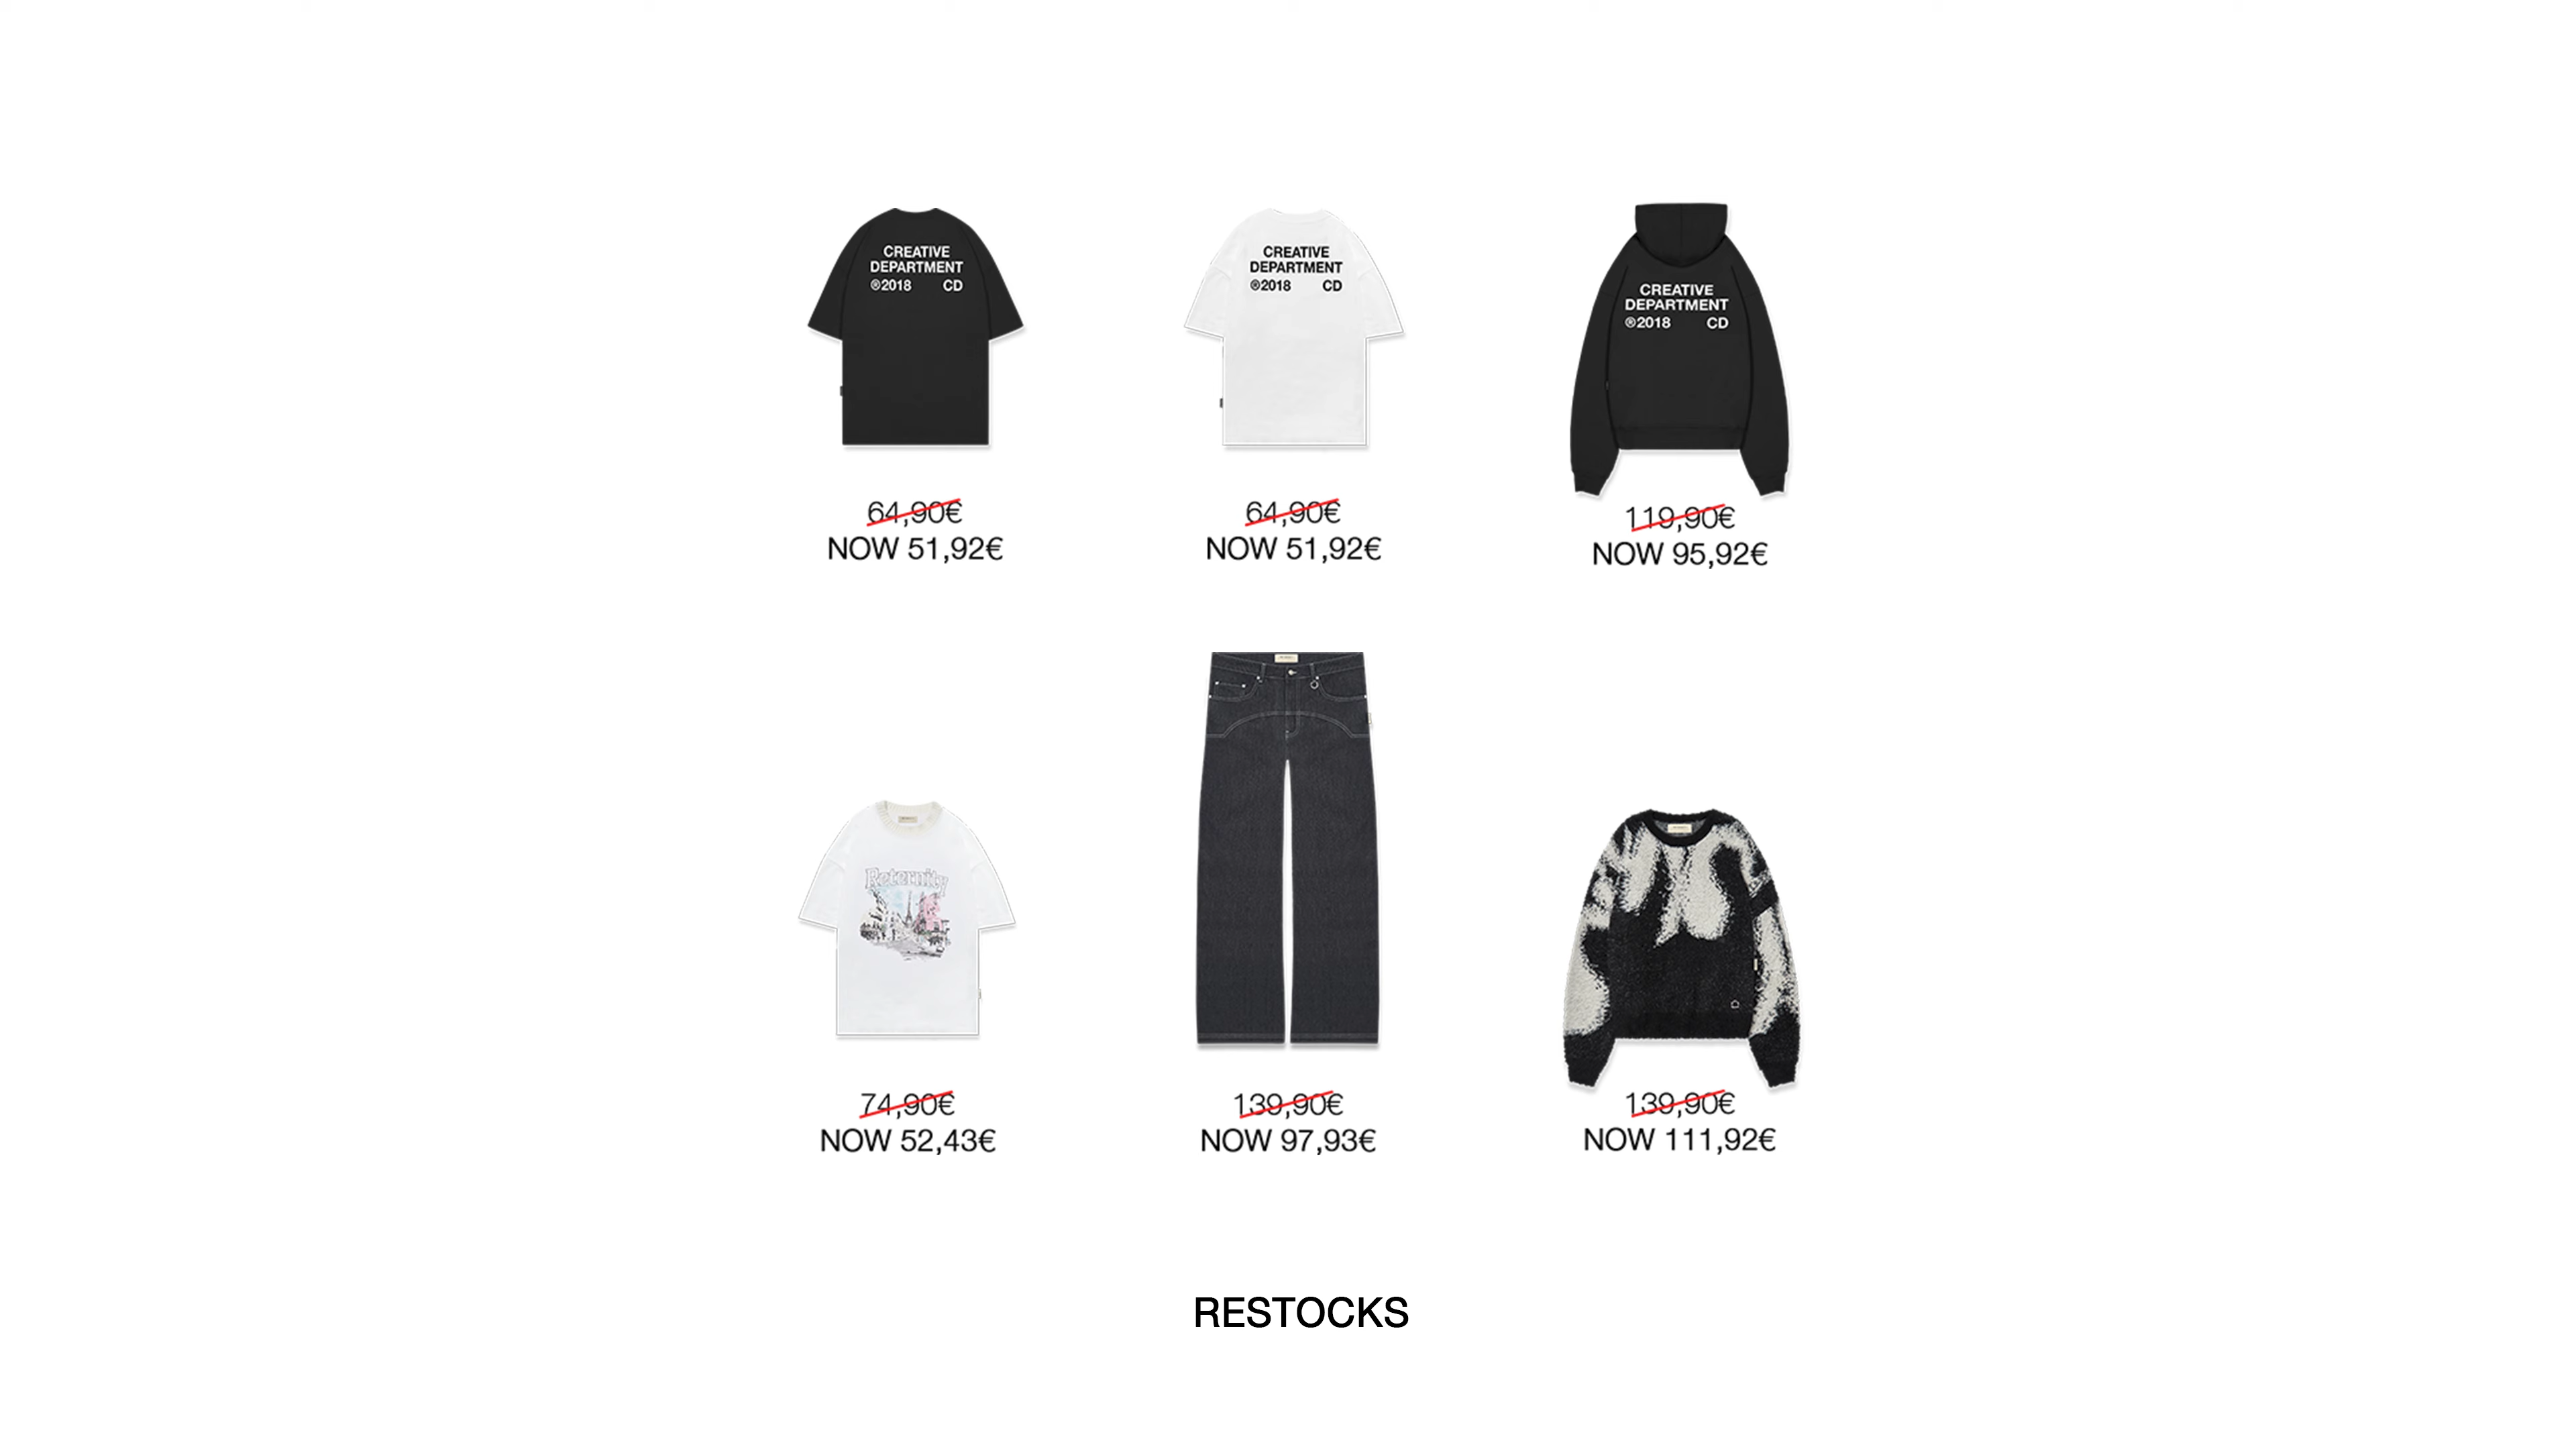 CREATIVE
DEPARTMENT
®2018 CD
CREATIVE
DEPARTMENT
®2018 CD
CREATIVE
DEPARTMENT
®2018 CD
64,90€
NOW 51,92€
64,90€
NOW 51,92€
119,90€
NOW 95,92€
Reternity
74,90€
NOW 52,43€
139,90€
NOW 97,93€
139,90€
NOW 111,92€
RESTOCKS